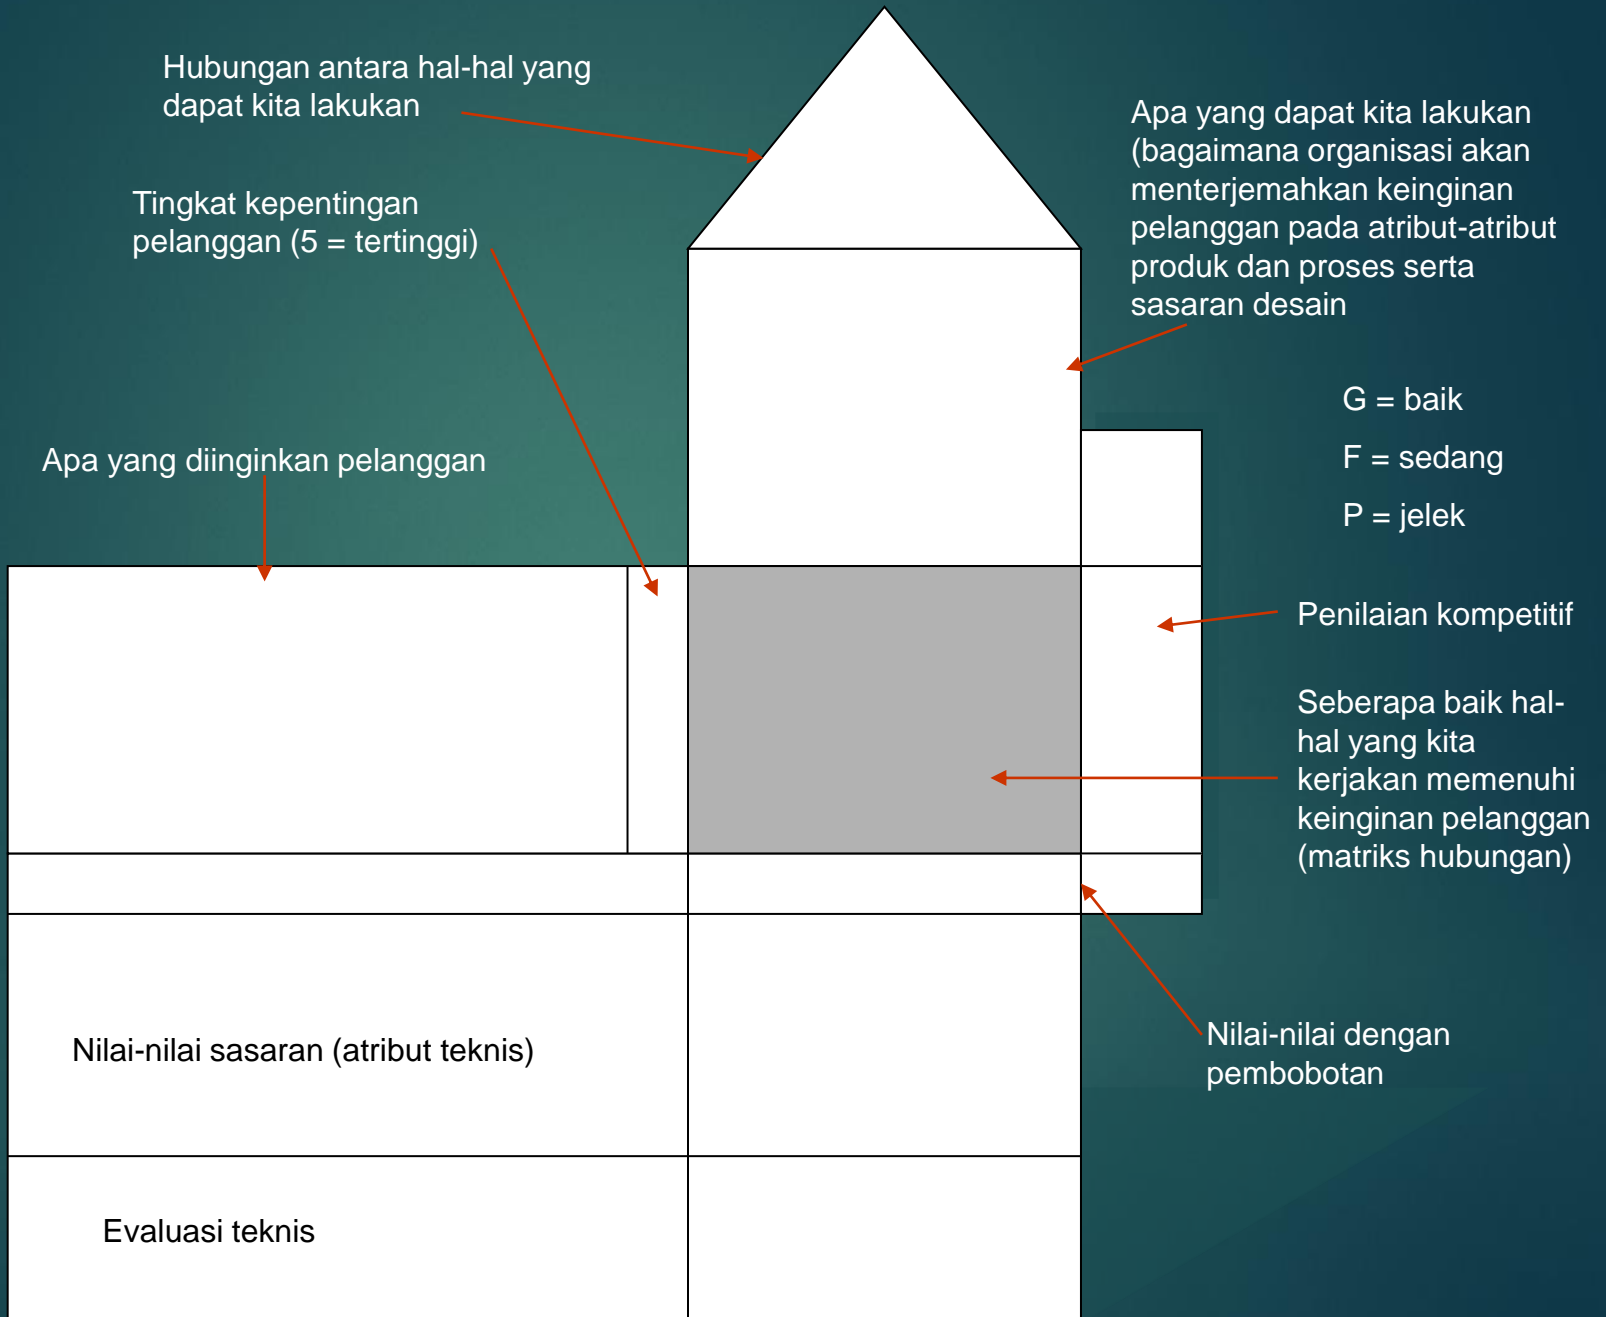 Hubungan antara hal-hal yang
dapat kita lakukan
Apa yang dapat kita lakukan
(bagaimana organisasi akan
menterjemahkan keinginan
pelanggan pada atribut-atribut
produk dan proses serta
sasaran desain
Tingkat kepentingan
pelanggan (5 = tertinggi)
G = baik
F = sedang
P = jelek
Apa yang diinginkan pelanggan
Penilaian kompetitif
Seberapa baik hal-
hal yang kita
kerjakan memenuhi
keinginan pelanggan
(matriks hubungan)
Nilai-nilai sasaran (atribut teknis)
Nilai-nilai dengan
pembobotan
Evaluasi teknis